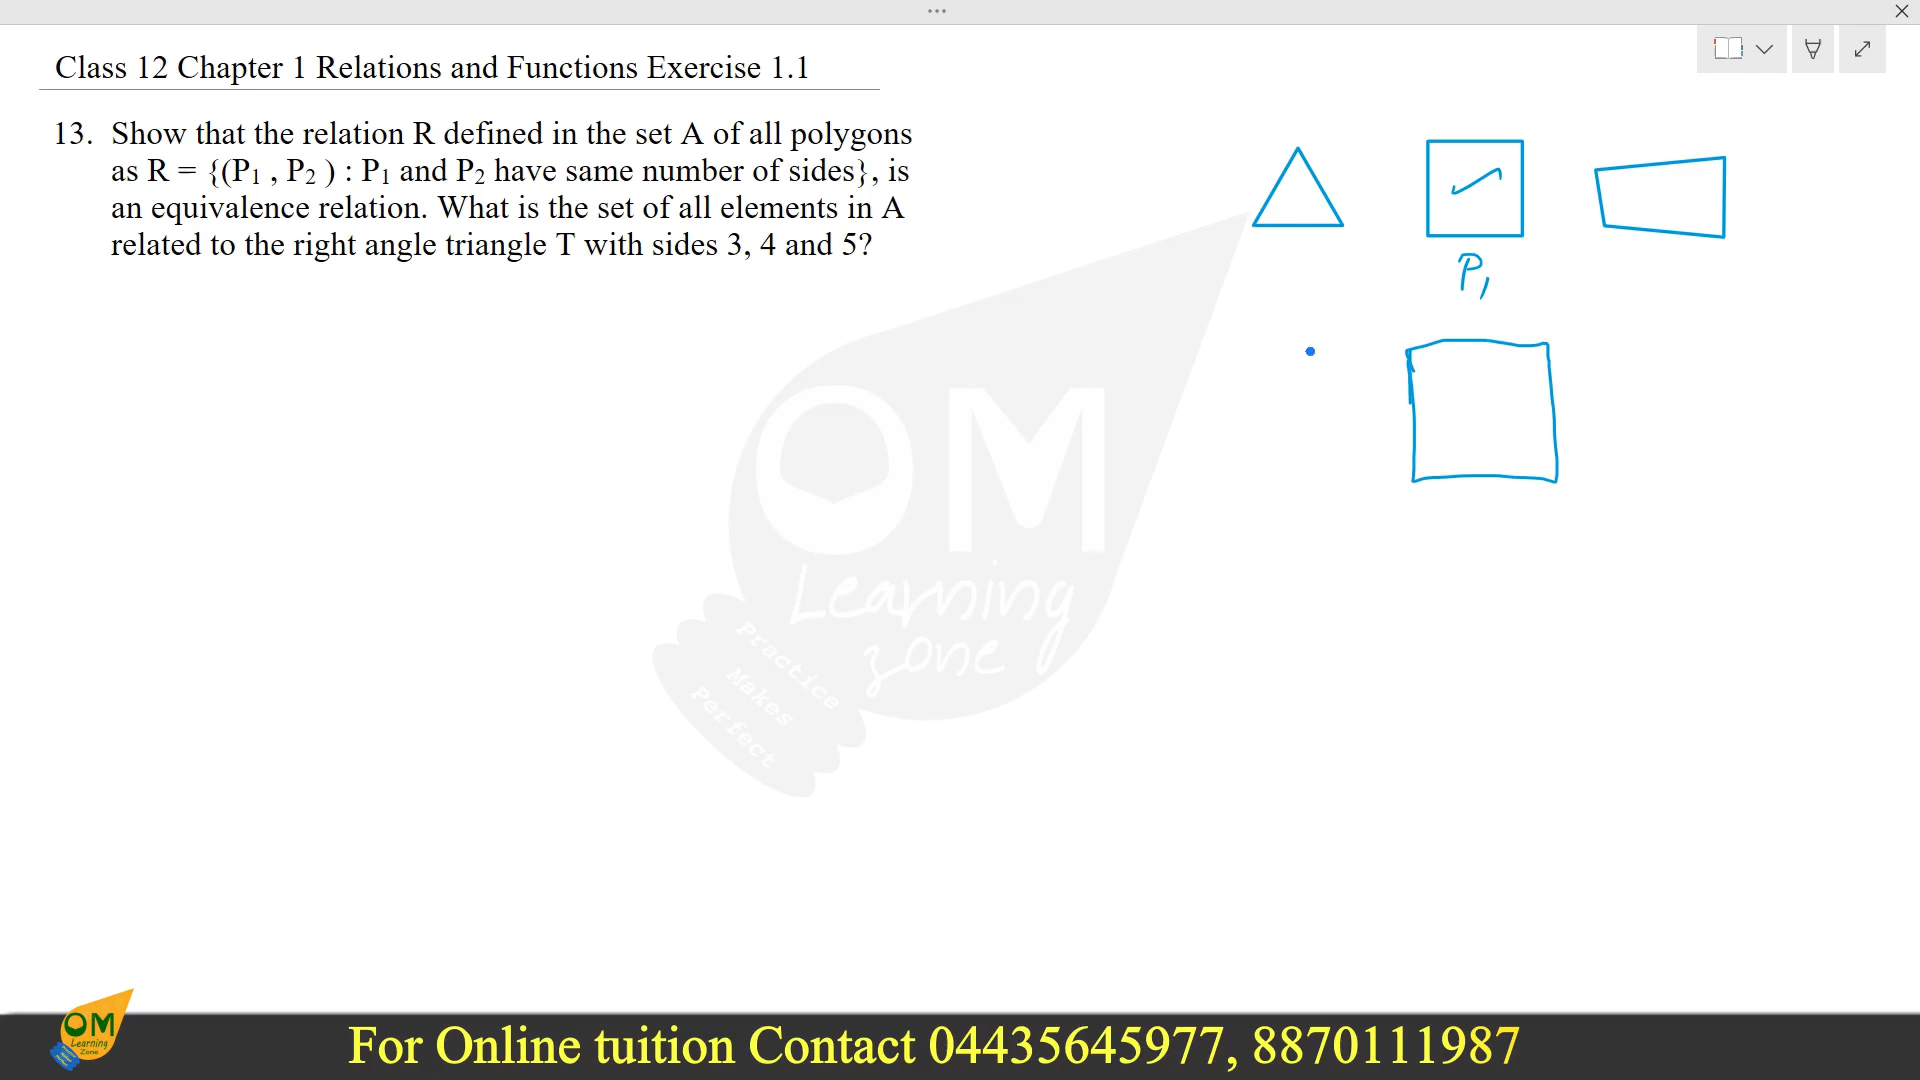 Class 12 Chapter 1 Relations and Functions Exercise 1.1
13. Show that the relation R defined in the set A of all polygons
as R = {(P₁ , P₂ ) : P₁ and P₂ have same number of sides}, is
an equivalence relation. What is the set of all elements in A
related to the right angle triangle T with sides 3, 4 and 5?
P₁
OM
Learning
zone
Practice
Makes
Perfect
OM
Learning
Zone
For Online tuition Contact 04435645977, 8870111987